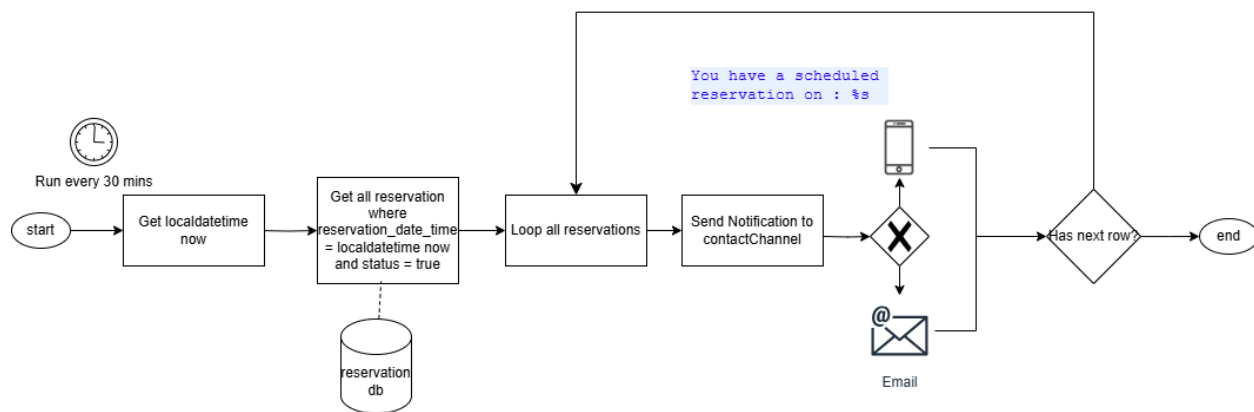 You have a scheduled
reservation on : %s
Run every 30 mins
start
Get localdatetime
now
Get all reservation
where
reservation_date_time
= localdatetime now
and status = true
Loop all reservations
Send Notification to
contactChannel
Has next row?
end
reservation
db
@
Email